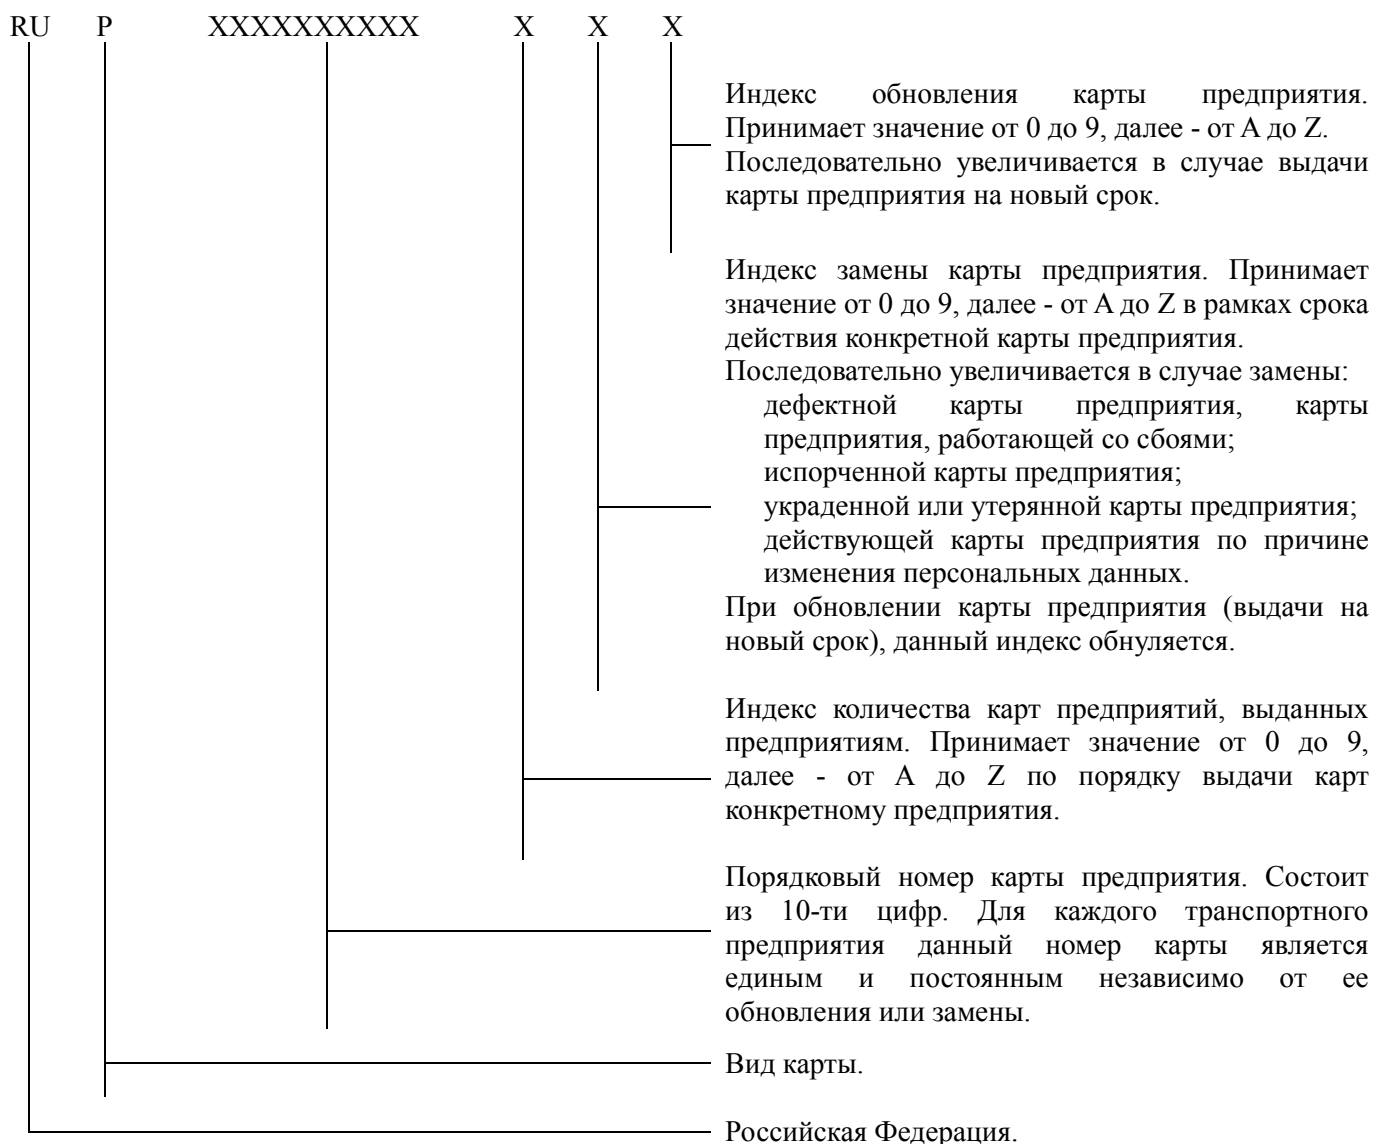 RU P XXXXXXXXXX X X X
Индекс обновления карты предприятия.
Принимает значение от 0 до 9, далее - от A до Z.
Последовательно увеличивается в случае выдачи
карты предприятия на новый срок.
Индекс замены карты предприятия. Принимает
значение от 0 до 9, далее - от A до Z в рамках срока
действия конкретной карты предприятия.
Последовательно увеличивается в случае замены:
дефектной карты предприятия, карты
предприятия, работающей со сбоями;
испорченной карты предприятия;
украденной или утерянной карты предприятия;
действующей карты предприятия по причине
изменения персональных данных.
При обновлении карты предприятия (выдачи на
новый срок), данный индекс обнуляется.
Индекс количества карт предприятий, выданных
предприятиям. Принимает значение от 0 до 9,
далее - от A до Z по порядку выдачи карт
конкретному предприятия.
Порядковый номер карты предприятия. Состоит
из 10-ти цифр. Для каждого транспортного
предприятия данный номер карты является
единым и постоянным независимо от ее
обновления или замены.
Вид карты.
Российская Федерация.